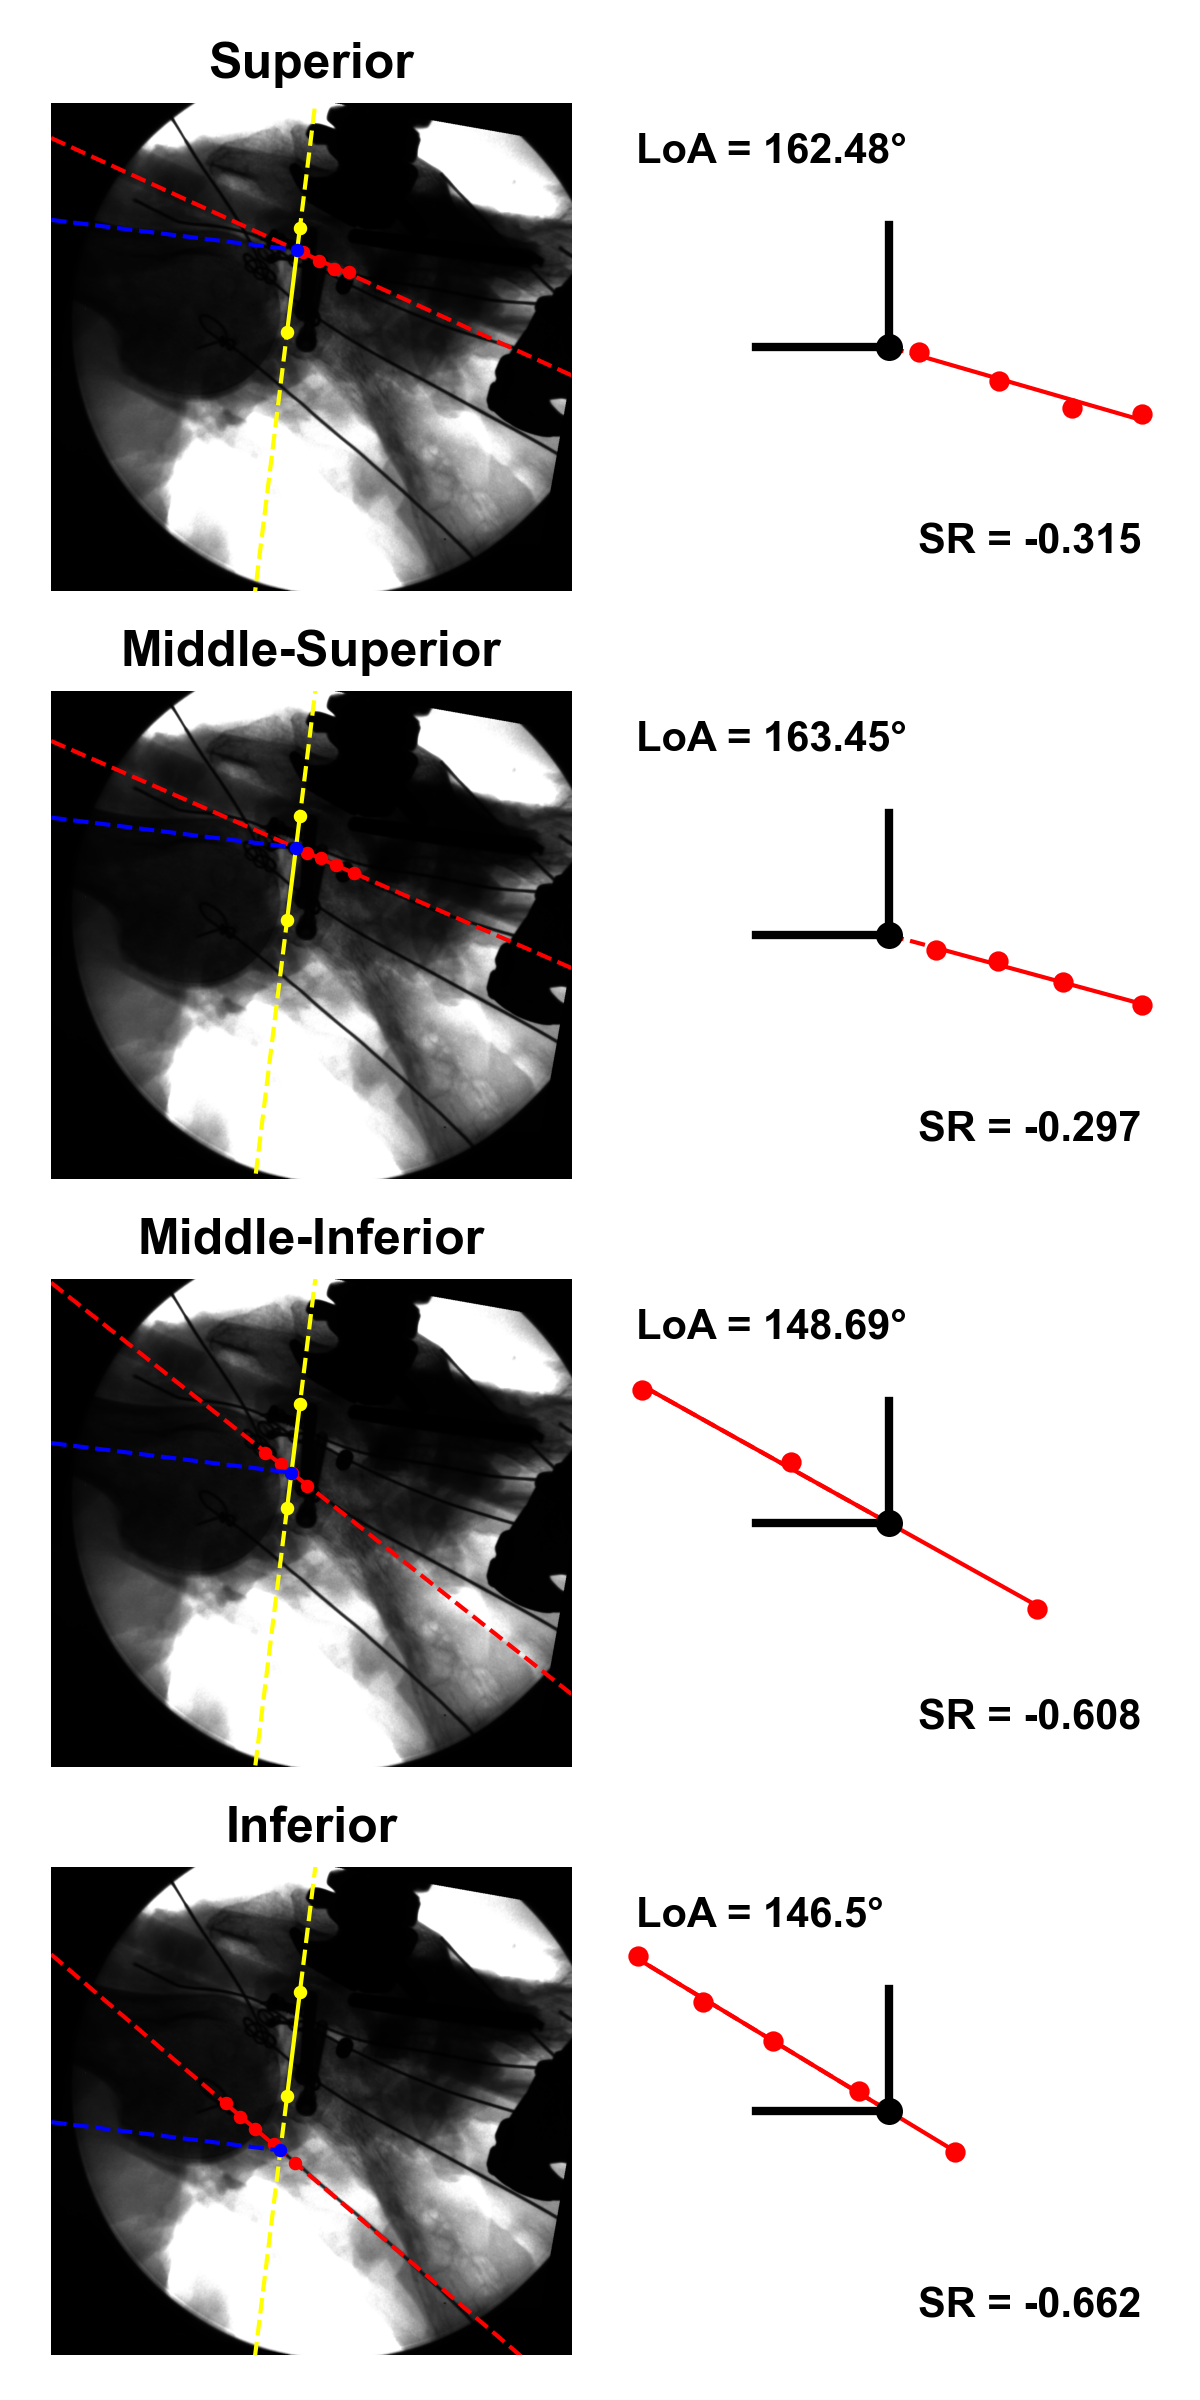 Superior
LoA = 162.48°
SR = -0.315
Middle-Superior
LoA = 163.45°
SR = -0.297
Middle-Inferior
LoA = 148.69°
SR = -0.608
Inferior
LoA = 146.5°
SR = -0.662